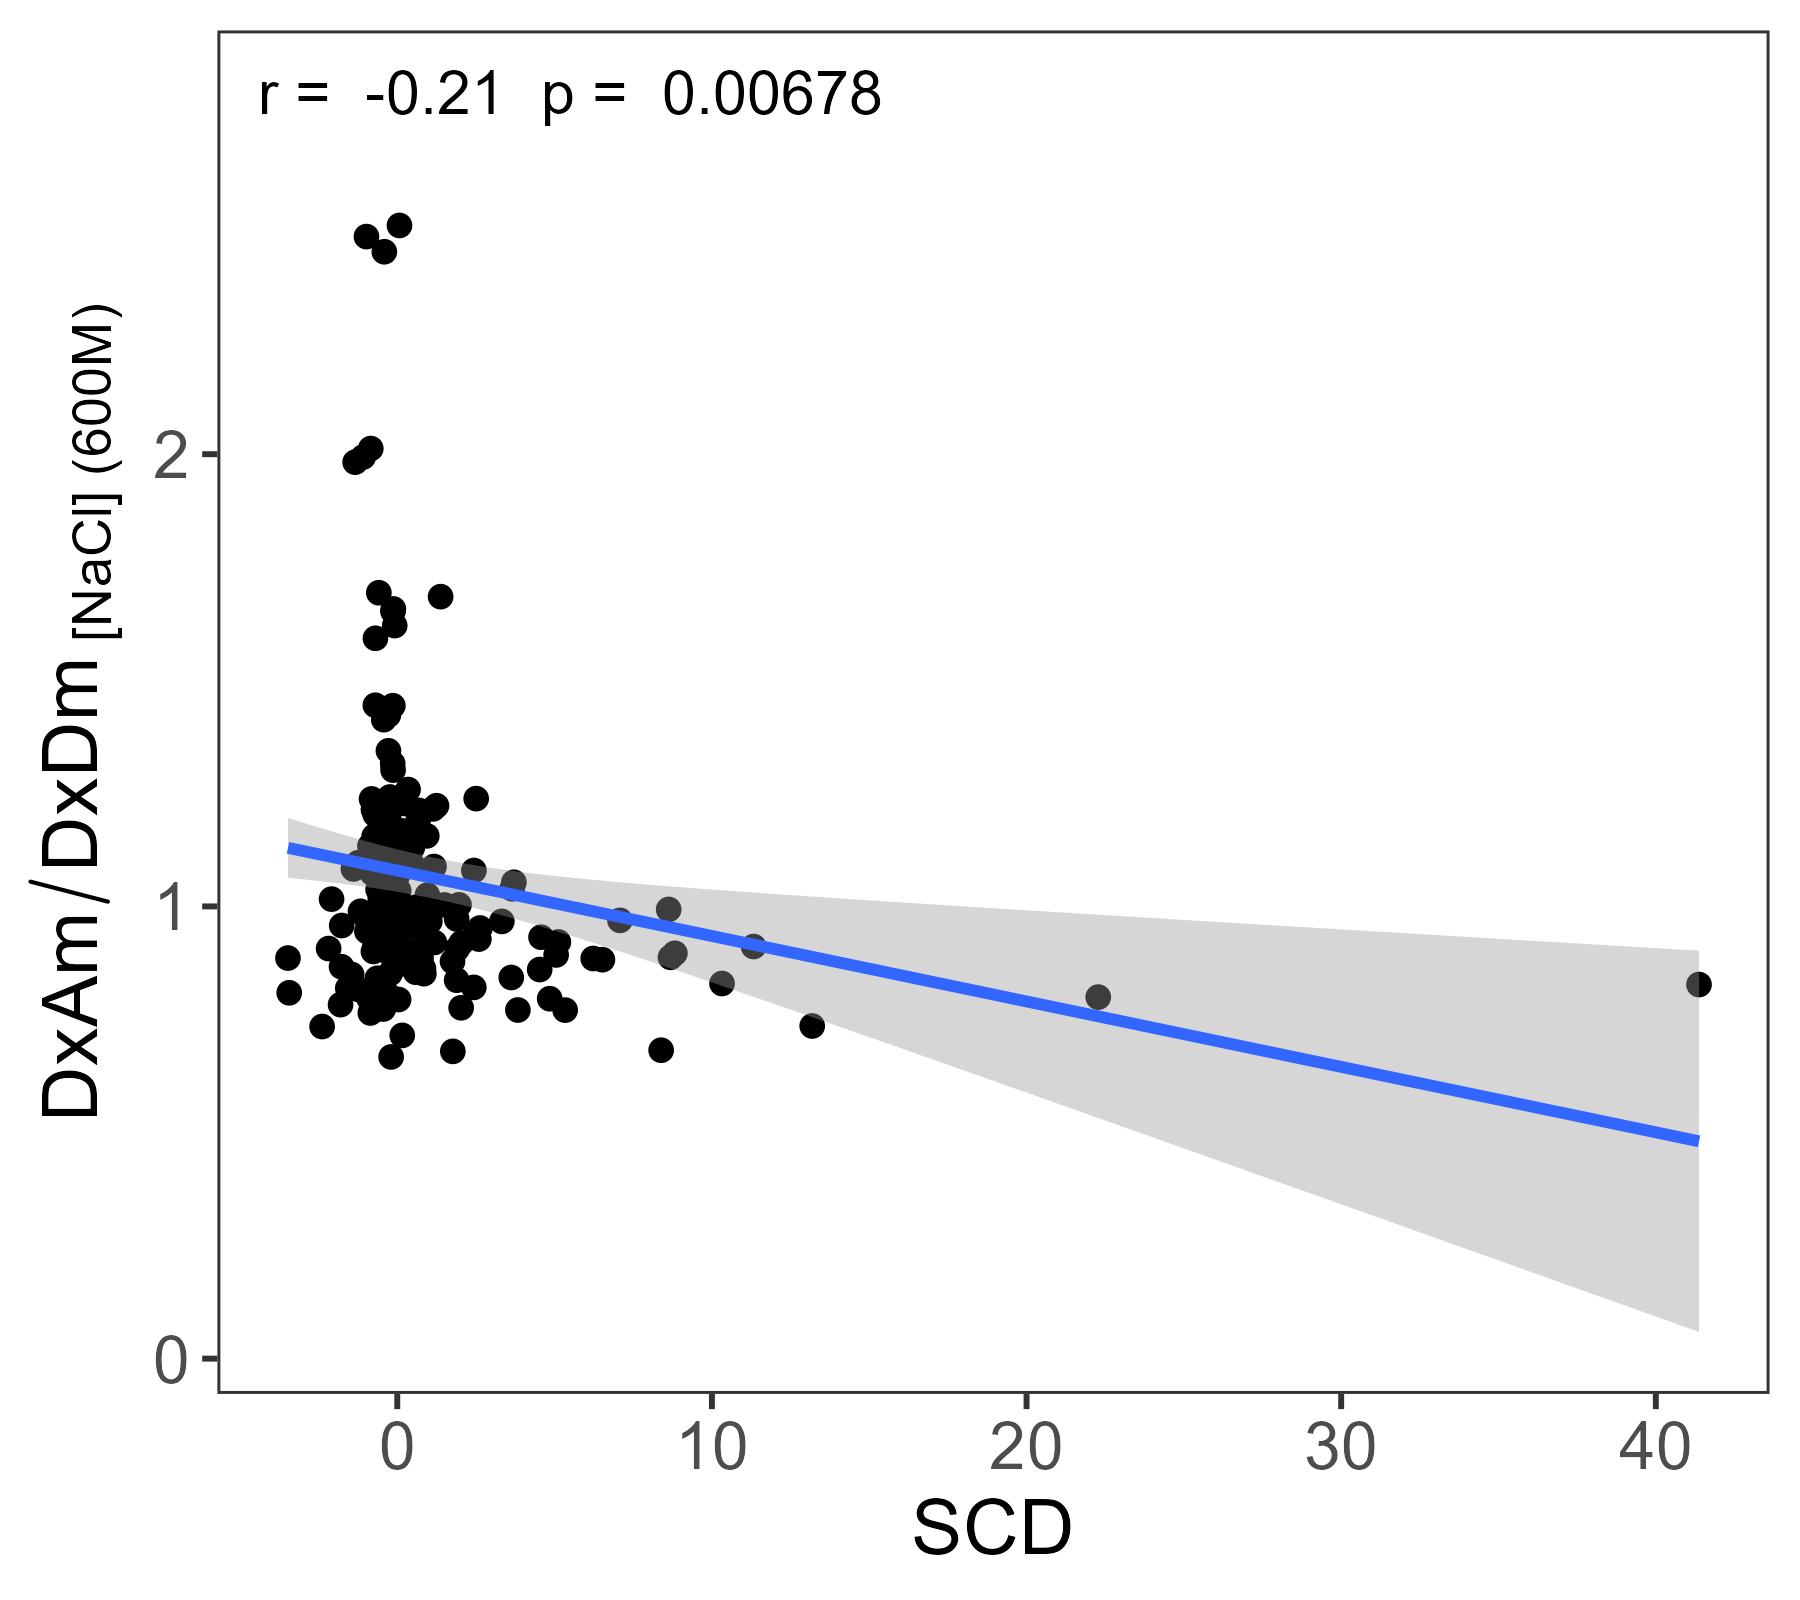 r = -0.21 p = 0.00678
DxAm/DxDm [NaCl] (600M)
2
1
0
0 10 20 30 40
SCD